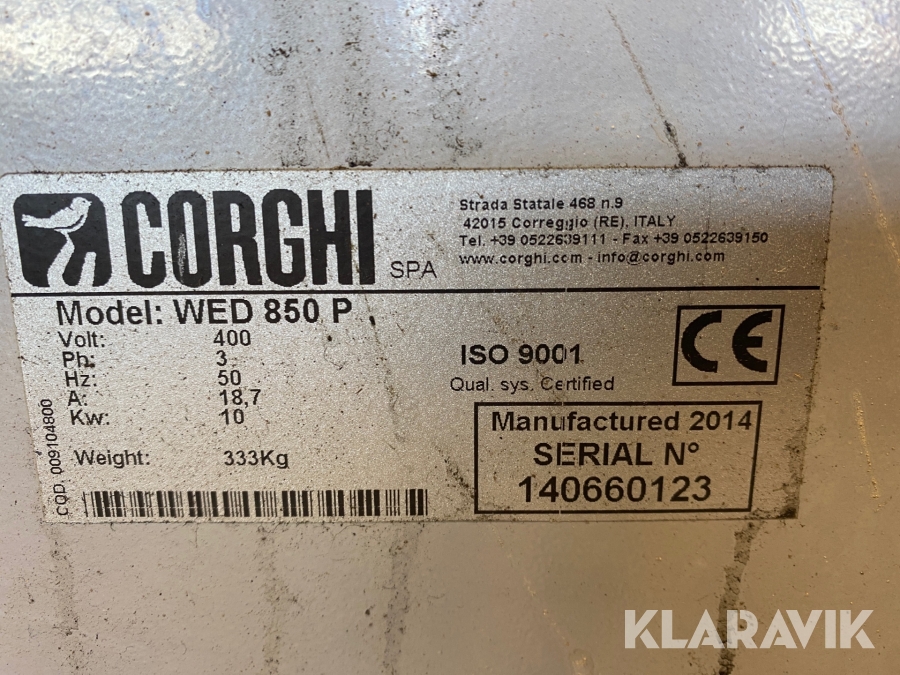 CORGHI SPA
Strada Statale 468 n.9
42015 Correggio (RE), ITALY
Tel. +39 0522639111 - Fax +39 0522639150
www.corghi.com - info@corghi.com
Model: WED 850 P
Volt: 400
Ph: 3
Hz: 50
A: 18,7
Kw: 10
Weight: 333Kg
COD. 009104800
ISO 9001
Qual. sys. Certified
CE
Manufactured 2014
SERIAL N°
140660123
KLARAVIK